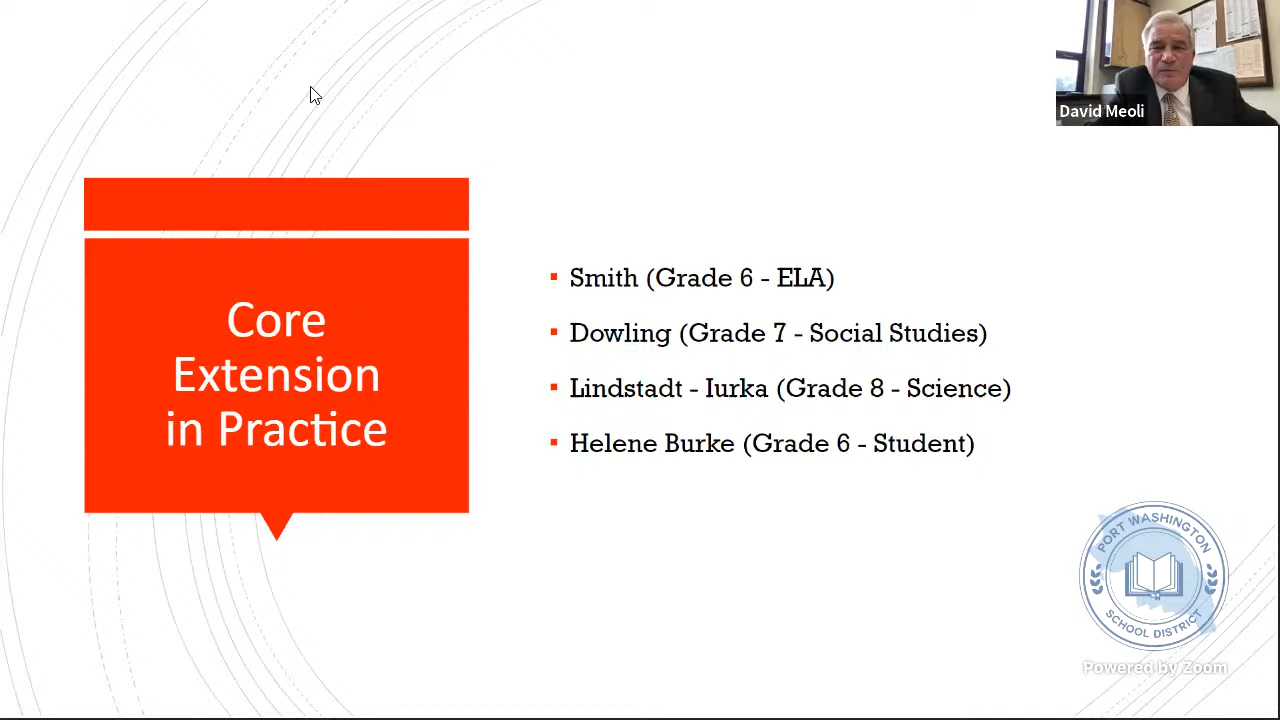 David Meoli
Core
Extension
in Practice
▪ Smith (Grade 6 - ELA)
▪ Dowling (Grade 7 - Social Studies)
▪ Lindstadt - Iurka (Grade 8 - Science)
▪ Helene Burke (Grade 6 - Student)
PORT WASHINGTON
SCHOOL DISTRICT
Powered by Zoom